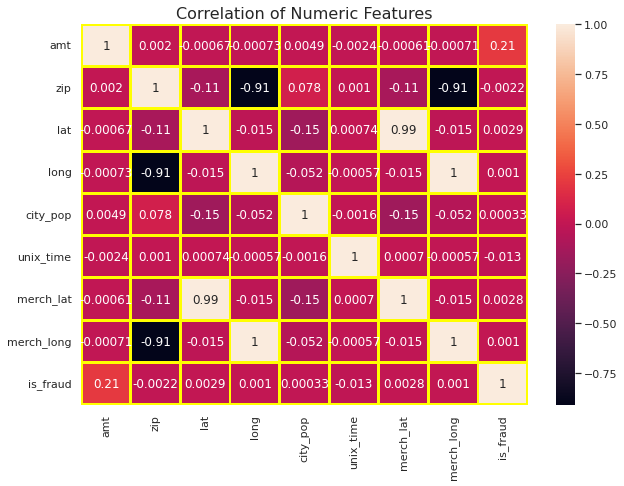 Correlation of Numeric Features
amt 1 0.002 -0.00067 -0.00073 0.0049 -0.0024 -0.00061 -0.00071 0.21
zip 0.002 1 -0.11 -0.91 0.078 0.001 -0.11 -0.91 -0.0022
lat -0.00067 -0.11 1 -0.015 -0.15 0.00074 0.99 -0.015 0.0029
long -0.00073 -0.91 -0.015 1 -0.052 -0.00057 -0.015 1 0.001
city_pop 0.0049 0.078 -0.15 -0.052 1 -0.0016 -0.15 -0.052 0.00033
unix_time -0.0024 0.001 0.00074 -0.00057 -0.0016 1 0.0007 -0.00057 -0.013
merch_lat -0.00061 -0.11 0.99 -0.015 -0.15 0.0007 1 -0.015 0.0028
merch_long -0.00071 -0.91 -0.015 1 -0.052 -0.00057 -0.015 1 0.001
is_fraud 0.21 -0.0022 0.0029 0.001 0.00033 -0.013 0.0028 0.001 1
amt zip lat long city_pop unix_time merch_lat merch_long is_fraud
1.00
0.75
0.50
0.25
0.00
−0.25
−0.50
−0.75